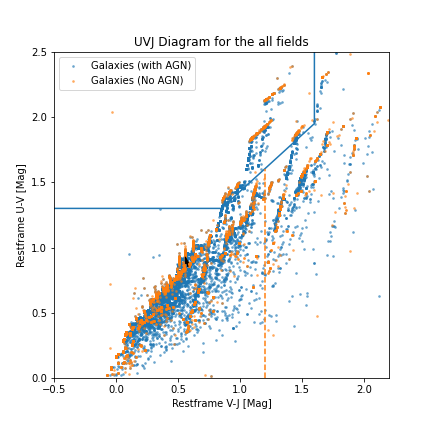 UVJ Diagram for the all fields
Galaxies (with AGN)
Galaxies (No AGN)
2.5
2.0
1.5
1.0
0.5
0.0
Restframe U-V [Mag]
-0.5 0.0 0.5 1.0 1.5 2.0
Restframe V-J [Mag]